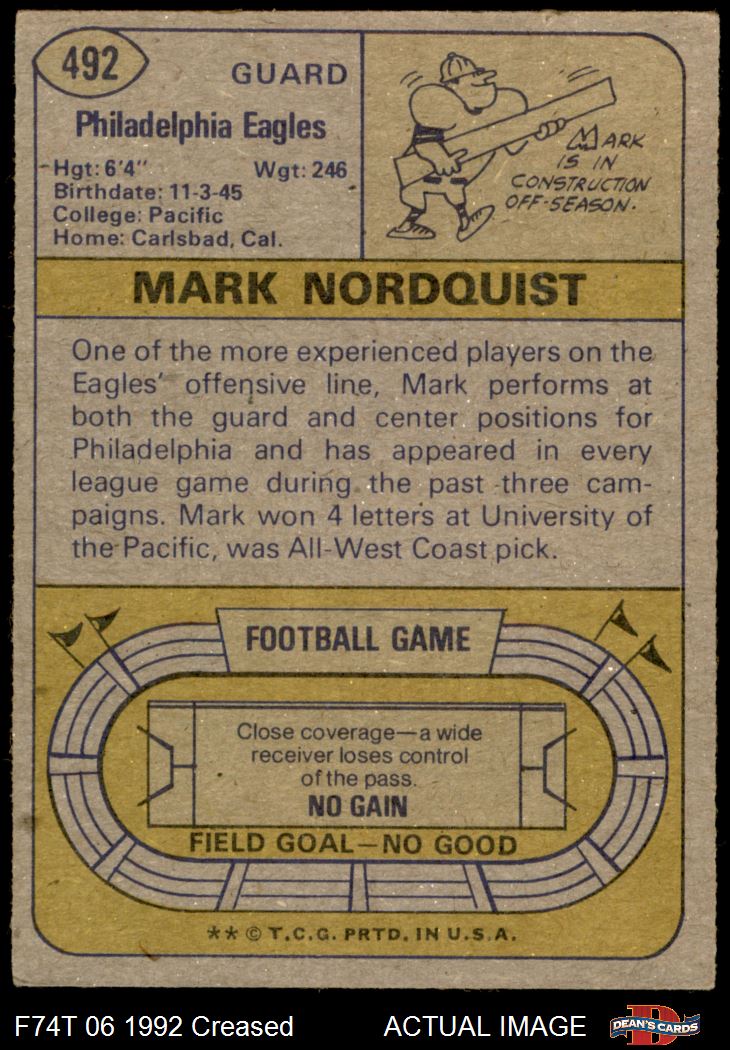 492
GUARD
Philadelphia Eagles
Hgt: 6'4" Wgt: 246
Birthdate: 11-3-45
College: Pacific
Home: Carlsbad, Cal.
MARK
IS IN
CONSTRUCTION
OFF-SEASON.
MARK NORDQUIST
One of the more experienced players on the
Eagles' offensive line, Mark performs at
both the guard and center positions for
Philadelphia and has appeared in every
league game during the past three cam-
paigns. Mark won 4 letters at University of
the Pacific, was All-West Coast pick.
FOOTBALL GAME
Close coverage—a wide
receiver loses control
of the pass.
NO GAIN
FIELD GOAL—NO GOOD
** © T.C.G. PRTD. IN U.S.A.
F74T 06 1992 Creased ACTUAL IMAGE
D
DEAN'S CARDS